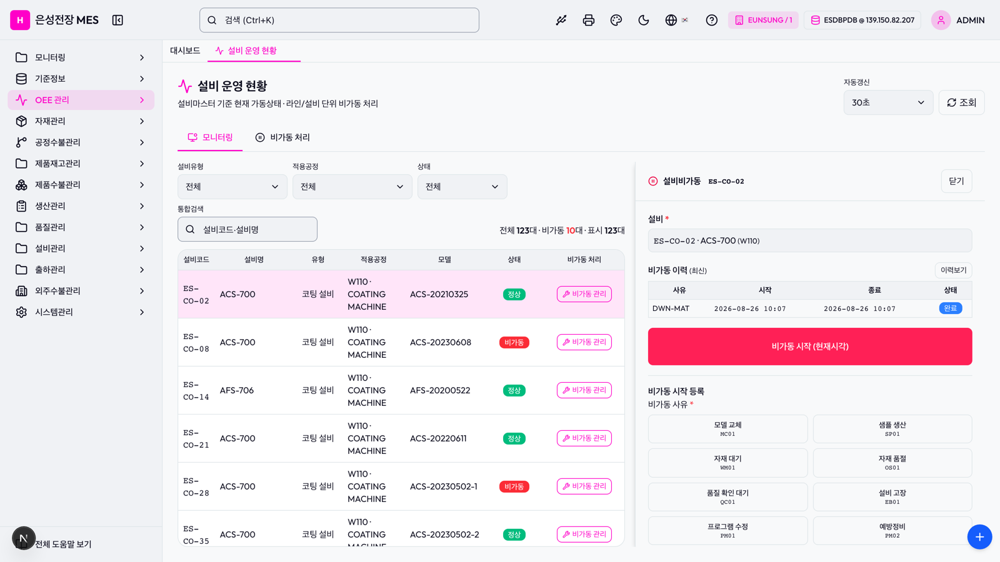 H 은성전장 MES
검색 (Ctrl+K)
EUNSUNG / 1
ESDBPDB @ 139.150.82.207
ADMIN
모니터링
기준정보
OEE 관리
자재관리
공정수불관리
제품재고관리
제품수불관리
생산관리
품질관리
설비관리
출하관리
외주수불관리
시스템관리
N
전체 도움말 보기
대시보드
설비 운영 현황
설비 운영 현황
설비마스터 기준 현재 가동상태 · 라인/설비 단위 비가동 처리
자동갱신
30초
조회
모니터링
비가동 처리
설비유형
적용공정
상태
전체
전체
전체
통합검색
설비코드·설비명
전체 123대 · 비가동 10대 · 표시 123대
설비코드 설비명 유형 적용공정 모델 상태 비가동 처리
ES-CO-02 ACS-700 코팅 설비 W110 · COATING MACHINE ACS-20210325 정상 비가동 관리
ES-CO-08 ACS-700 코팅 설비 W110 · COATING MACHINE ACS-20230608 비가동 비가동 관리
ES-CO-14 AFS-706 코팅 설비 W110 · COATING MACHINE AFS-20200522 정상 비가동 관리
ES-CO-21 ACS-700 코팅 설비 W110 · COATING MACHINE ACS-20220611 정상 비가동 관리
ES-CO-28 ACS-700 코팅 설비 W110 · COATING MACHINE ACS-20230502-1 비가동 비가동 관리
ES-CO-35 ACS-700 코팅 설비 W110 · COATING MACHINE ACS-20230502-2 정상 비가동 관리
설비비가동 ES-CO-02
닫기
설비 *
ES-CO-02 · ACS-700 (W110)
비가동 이력 (최신)
이력보기
사유 시작 종료 상태
DWN-MAT 2026-08-26 10:07 2026-08-26 10:07 완료
비가동 시작 (현재시각)
비가동 시작 등록
비가동 사유 *
모델 교체
MC01
샘플 생산
SP01
자재 대기
WM01
자재 품절
OS01
품질 확인 대기
QC01
설비 고장
EB01
프로그램 수정
PM01
예방정비
PM02